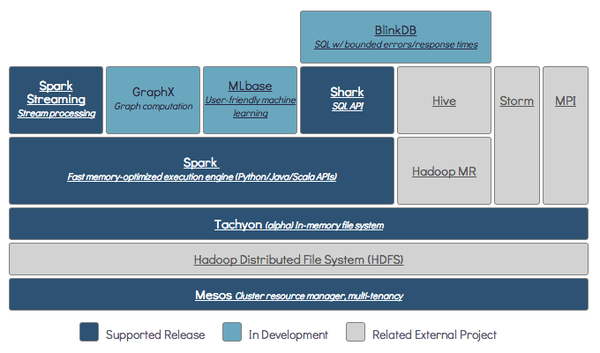 BlinkDB
SQL w/ bounded errors/response times
Spark
Streaming
Stream processing
GraphX
Graph computation
MLbase
User-friendly machine
learning
Shark
SQL API
Hive
Storm
MPI
Spark
Fast memory-optimized execution engine (Python/Java/Scala APIs)
Hadoop MR
Tachyon (alpha) In-memory file system
Hadoop Distributed File System (HDFS)
Mesos Cluster resource manager, multi-tenancy
Supported Release
In Development
Related External Project